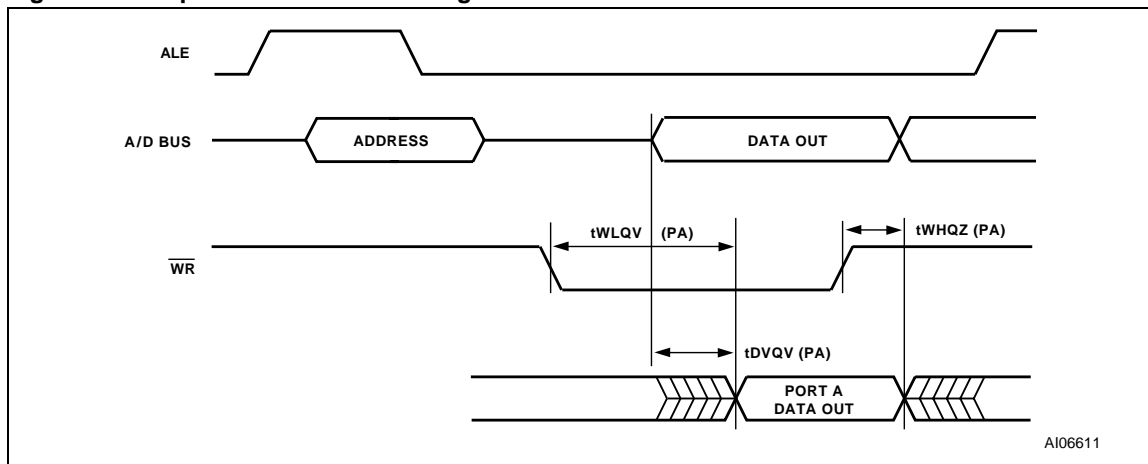 ALE
A/D BUS
ADDRESS
DATA OUT
tWLQV (PA)
tWHQZ (PA)
WR
tDVQV (PA)
PORT A
DATA OUT
AI06611